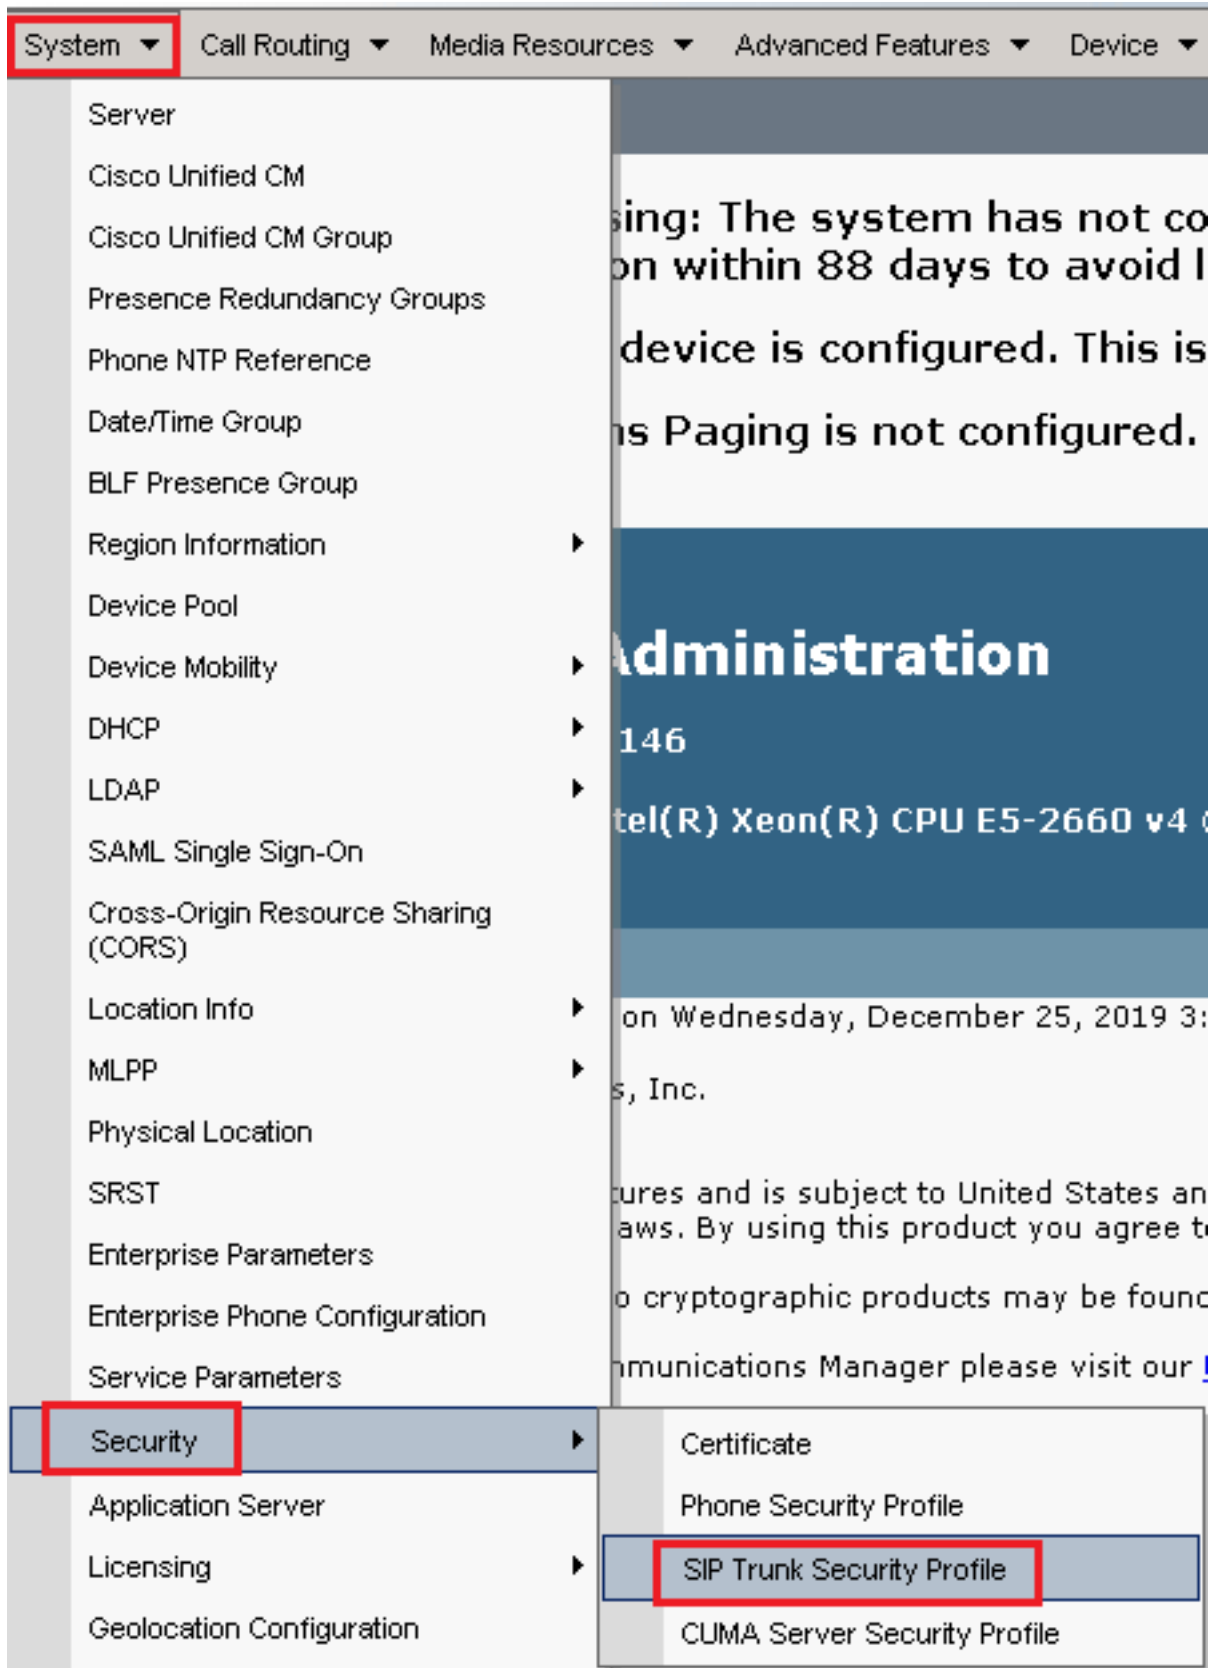 System
Call Routing
Media Resources
Advanced Features
Device
Server
Cisco Unified CM
Cisco Unified CM Group
Presence Redundancy Groups
Phone NTP Reference
Date/Time Group
BLF Presence Group
Region Information
Device Pool
Device Mobility
DHCP
LDAP
SAML Single Sign-On
Cross-Origin Resource Sharing
(CORS)
Location Info
MLPP
Physical Location
SRST
Enterprise Parameters
Enterprise Phone Configuration
Service Parameters
Security
Application Server
Licensing
Geolocation Configuration
Certificate
Phone Security Profile
SIP Trunk Security Profile
CUMA Server Security Profile
sing: The system has not co
on within 88 days to avoid l
device is configured. This is
ns Paging is not configured.
Administration
146
tel(R) Xeon(R) CPU E5-2660 v4
on Wednesday, December 25, 2019 3:
s, Inc.
tures and is subject to United States an
aws. By using this product you agree t
o cryptographic products may be found
mmunications Manager please visit our